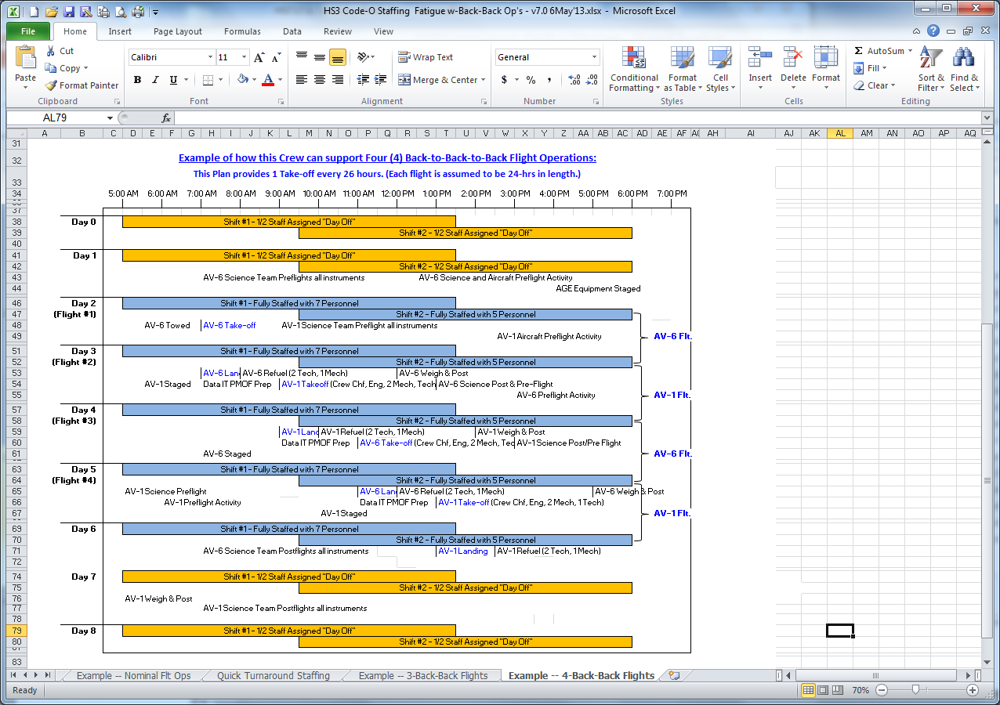 HS3 Code-O Staffing  Fatigue w-Back-Back Op's - v7.0 6May'13.xlsx  -  Microsoft Excel
File Home Insert Page Layout Formulas Data Review View
Paste Cut Calibri 11 Wrap Text General Conditional Formatting Format as Table Cell Styles Insert Delete Format AutoSum Sort & Filter Find & Select
Copy Fill
Format Painter B I U Merge & Center $ % , Clear
Clipboard Font Alignment Number Styles Cells Editing
AL79 fx
A B C D E F G H I J K L M N O P Q R S T U V W X Y Z AA AB AC AD AE AF AG AH AI AJ AK AL AM AN AO AP AQ
31
32 Example of how this Crew can support Four (4) Back-to-Back-to-Back Flight Operations:
33 This Plan provides 1 Take-off every 26 hours. (Each flight is assumed to be 24-hrs in length.)
34 5:00 AM 6:00 AM 7:00 AM 8:00 AM 9:00 AM 10:00 AM 11:00 AM 12:00 PM 1:00 PM 2:00 PM 3:00 PM 4:00 PM 5:00 PM 6:00 PM 7:00 PM
37
38 Day 0 Shift #1 - 1/2 Staff Assigned "Day Off"
39 Shift #2 - 1/2 Staff Assigned "Day Off"
40
41 Day 1 Shift #1 - 1/2 Staff Assigned "Day Off"
42 Shift #2 - 1/2 Staff Assigned "Day Off"
43 AV-6 Science Team Preflights all instruments AV-6 Science and Aircraft Preflight Activity
44 AGE Equipment Staged
46 Day 2 Shift #1 - Fully Staffed with 7 Personnel
47 (Flight #1) Shift #2 - Fully Staffed with 5 Personnel
48 AV-6 Towed AV-6 Take-off AV-1 Science Team Preflight all instruments
49 AV-1 Aircraft Preflight Activity AV-6 Flt.
51 Day 3 Shift #1 - Fully Staffed with 7 Personnel
52 (Flight #2) Shift #2 - Fully Staffed with 5 Personnel
53 AV-6 Lan AV-6 Refuel (2 Tech, 1 Mech) AV-6 Weigh & Post
54 AV-1 Staged Data IT PMOF Prep AV-1 Takeoff (Crew Chf, Eng, 2 Mech, Tech AV-6 Science Post & Pre-Flight
55 AV-6 Preflight Activity AV-1 Flt.
57 Day 4 Shift #1 - Fully Staffed with 7 Personnel
58 (Flight #3) Shift #2 - Fully Staffed with 5 Personnel
59 AV-1 Land AV-1 Refuel (2 Tech, 1 Mech) AV-1 Weigh & Post
60 Data IT PMOF Prep AV-6 Take-off (Crew Chf, Eng, 2 Mech, Tec AV-1 Science Post/Pre Flight
61 AV-6 Staged AV-6 Flt.
63 Day 5 Shift #1 - Fully Staffed with 7 Personnel
64 (Flight #4) Shift #2 - Fully Staffed with 5 Personnel
65 AV-1 Science Preflight AV-6 Lan AV-6 Refuel (2 Tech, 1 Mech) AV-6 Weigh & Post
66 AV-1 Preflight Activity Data IT PMOF Prep AV-1 Take-off (Crew Chf, Eng, 2 Mech, 1 Tech)
67 AV-1 Staged AV-1 Flt.
69 Day 6 Shift #1 - Fully Staffed with 7 Personnel
70 Shift #2 - Fully Staffed with 5 Personnel
71 AV-6 Science Team Postflights all instruments AV-1 Landing AV-1 Refuel (2 Tech, 1 Mech)
72
74 Day 7 Shift #1 - 1/2 Staff Assigned "Day Off"
75 Shift #2 - 1/2 Staff Assigned "Day Off"
76 AV-1 Weigh & Post
77 AV-1 Science Team Postflights all instruments
78
79 Day 8 Shift #1 - 1/2 Staff Assigned "Day Off"
80 Shift #2 - 1/2 Staff Assigned "Day Off"
83
Example -- Nominal Flt Ops Quick Turnaround Staffing Example -- 3-Back-Back Flights Example -- 4-Back-Back Flights
Ready 70%